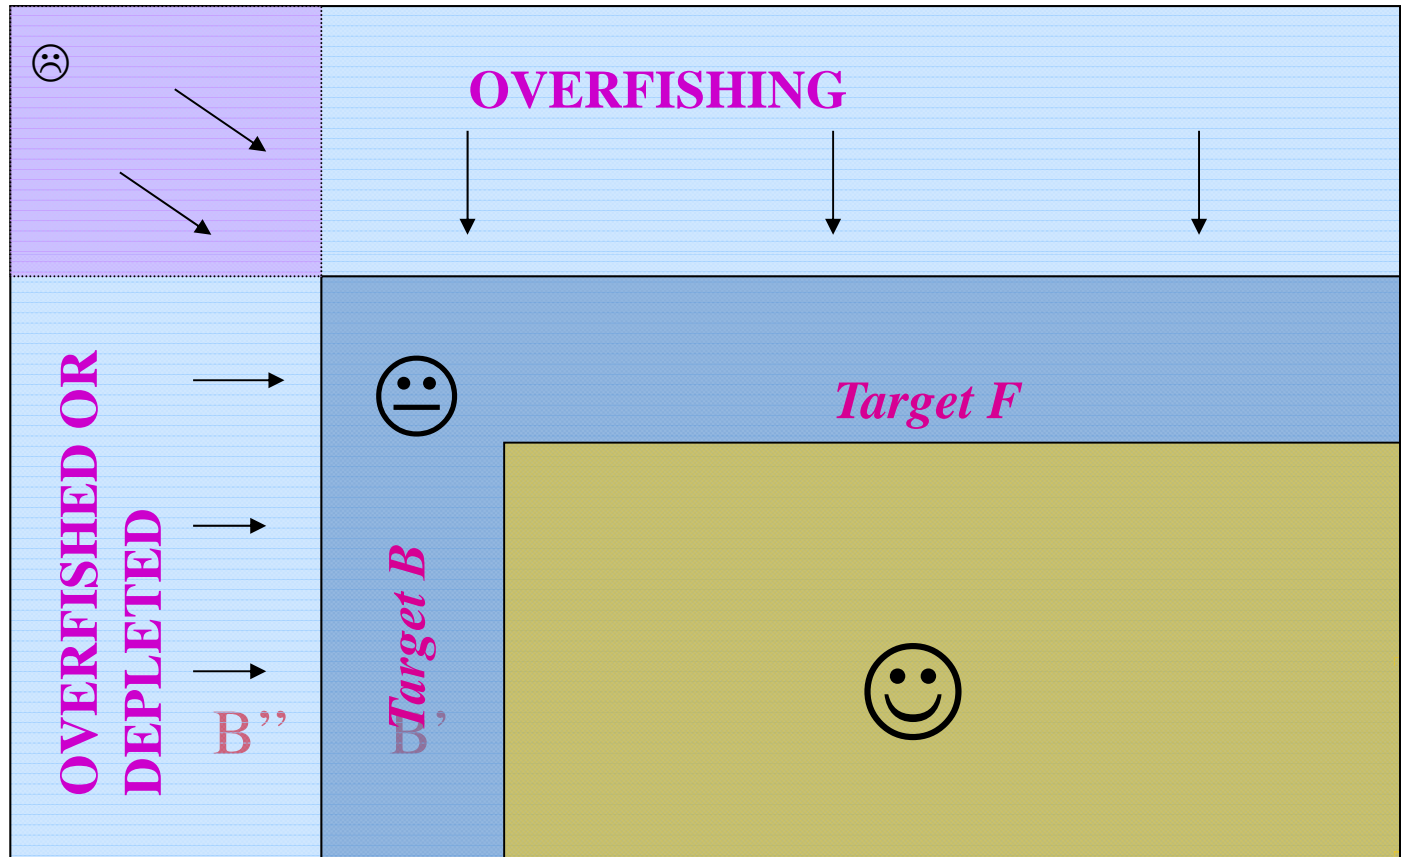 OVERFISHING
Target F
OVERFISHED OR
DEPLETED
Target B
B’’
B’